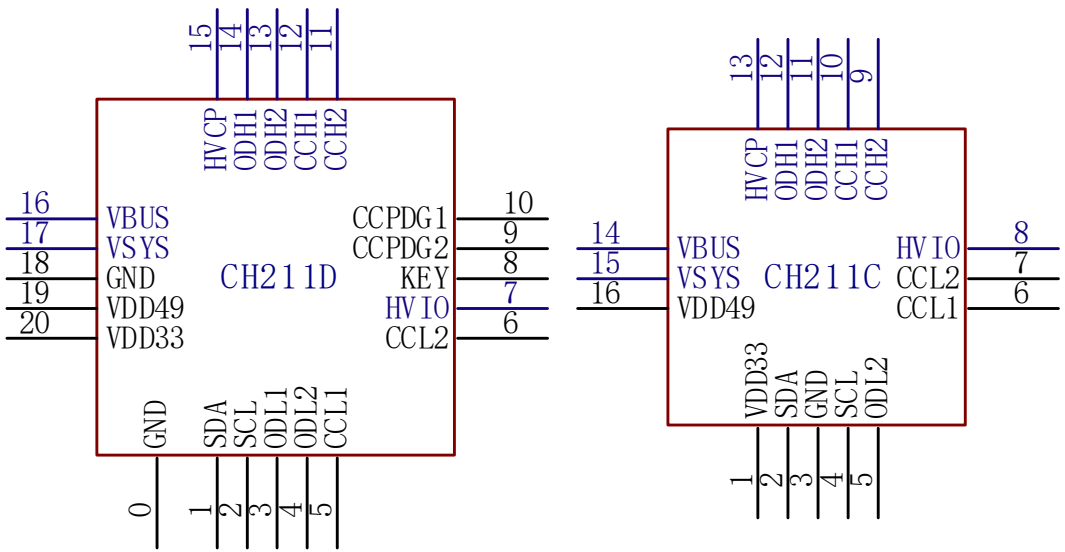 15 14 13 12 11
HVCP ODH1 ODH2 CCH1 CCH2
16 VBUS
17 VSYS
18 GND
19 VDD49
20 VDD33
CH211D
CCPDG1 10
CCPDG2 9
KEY 8
HVIO 7
CCL2 6
GND SDA SCL ODL1 ODL2 CCL1
0 1 2 3 4 5
13 12 11 10 9
HVCP ODH1 ODH2 CCH1 CCH2
14 VBUS
15 VSYS
16 VDD49
CH211C
HVIO 8
CCL2 7
CCL1 6
VDD33 SDA GND SCL ODL2
1 2 3 4 5